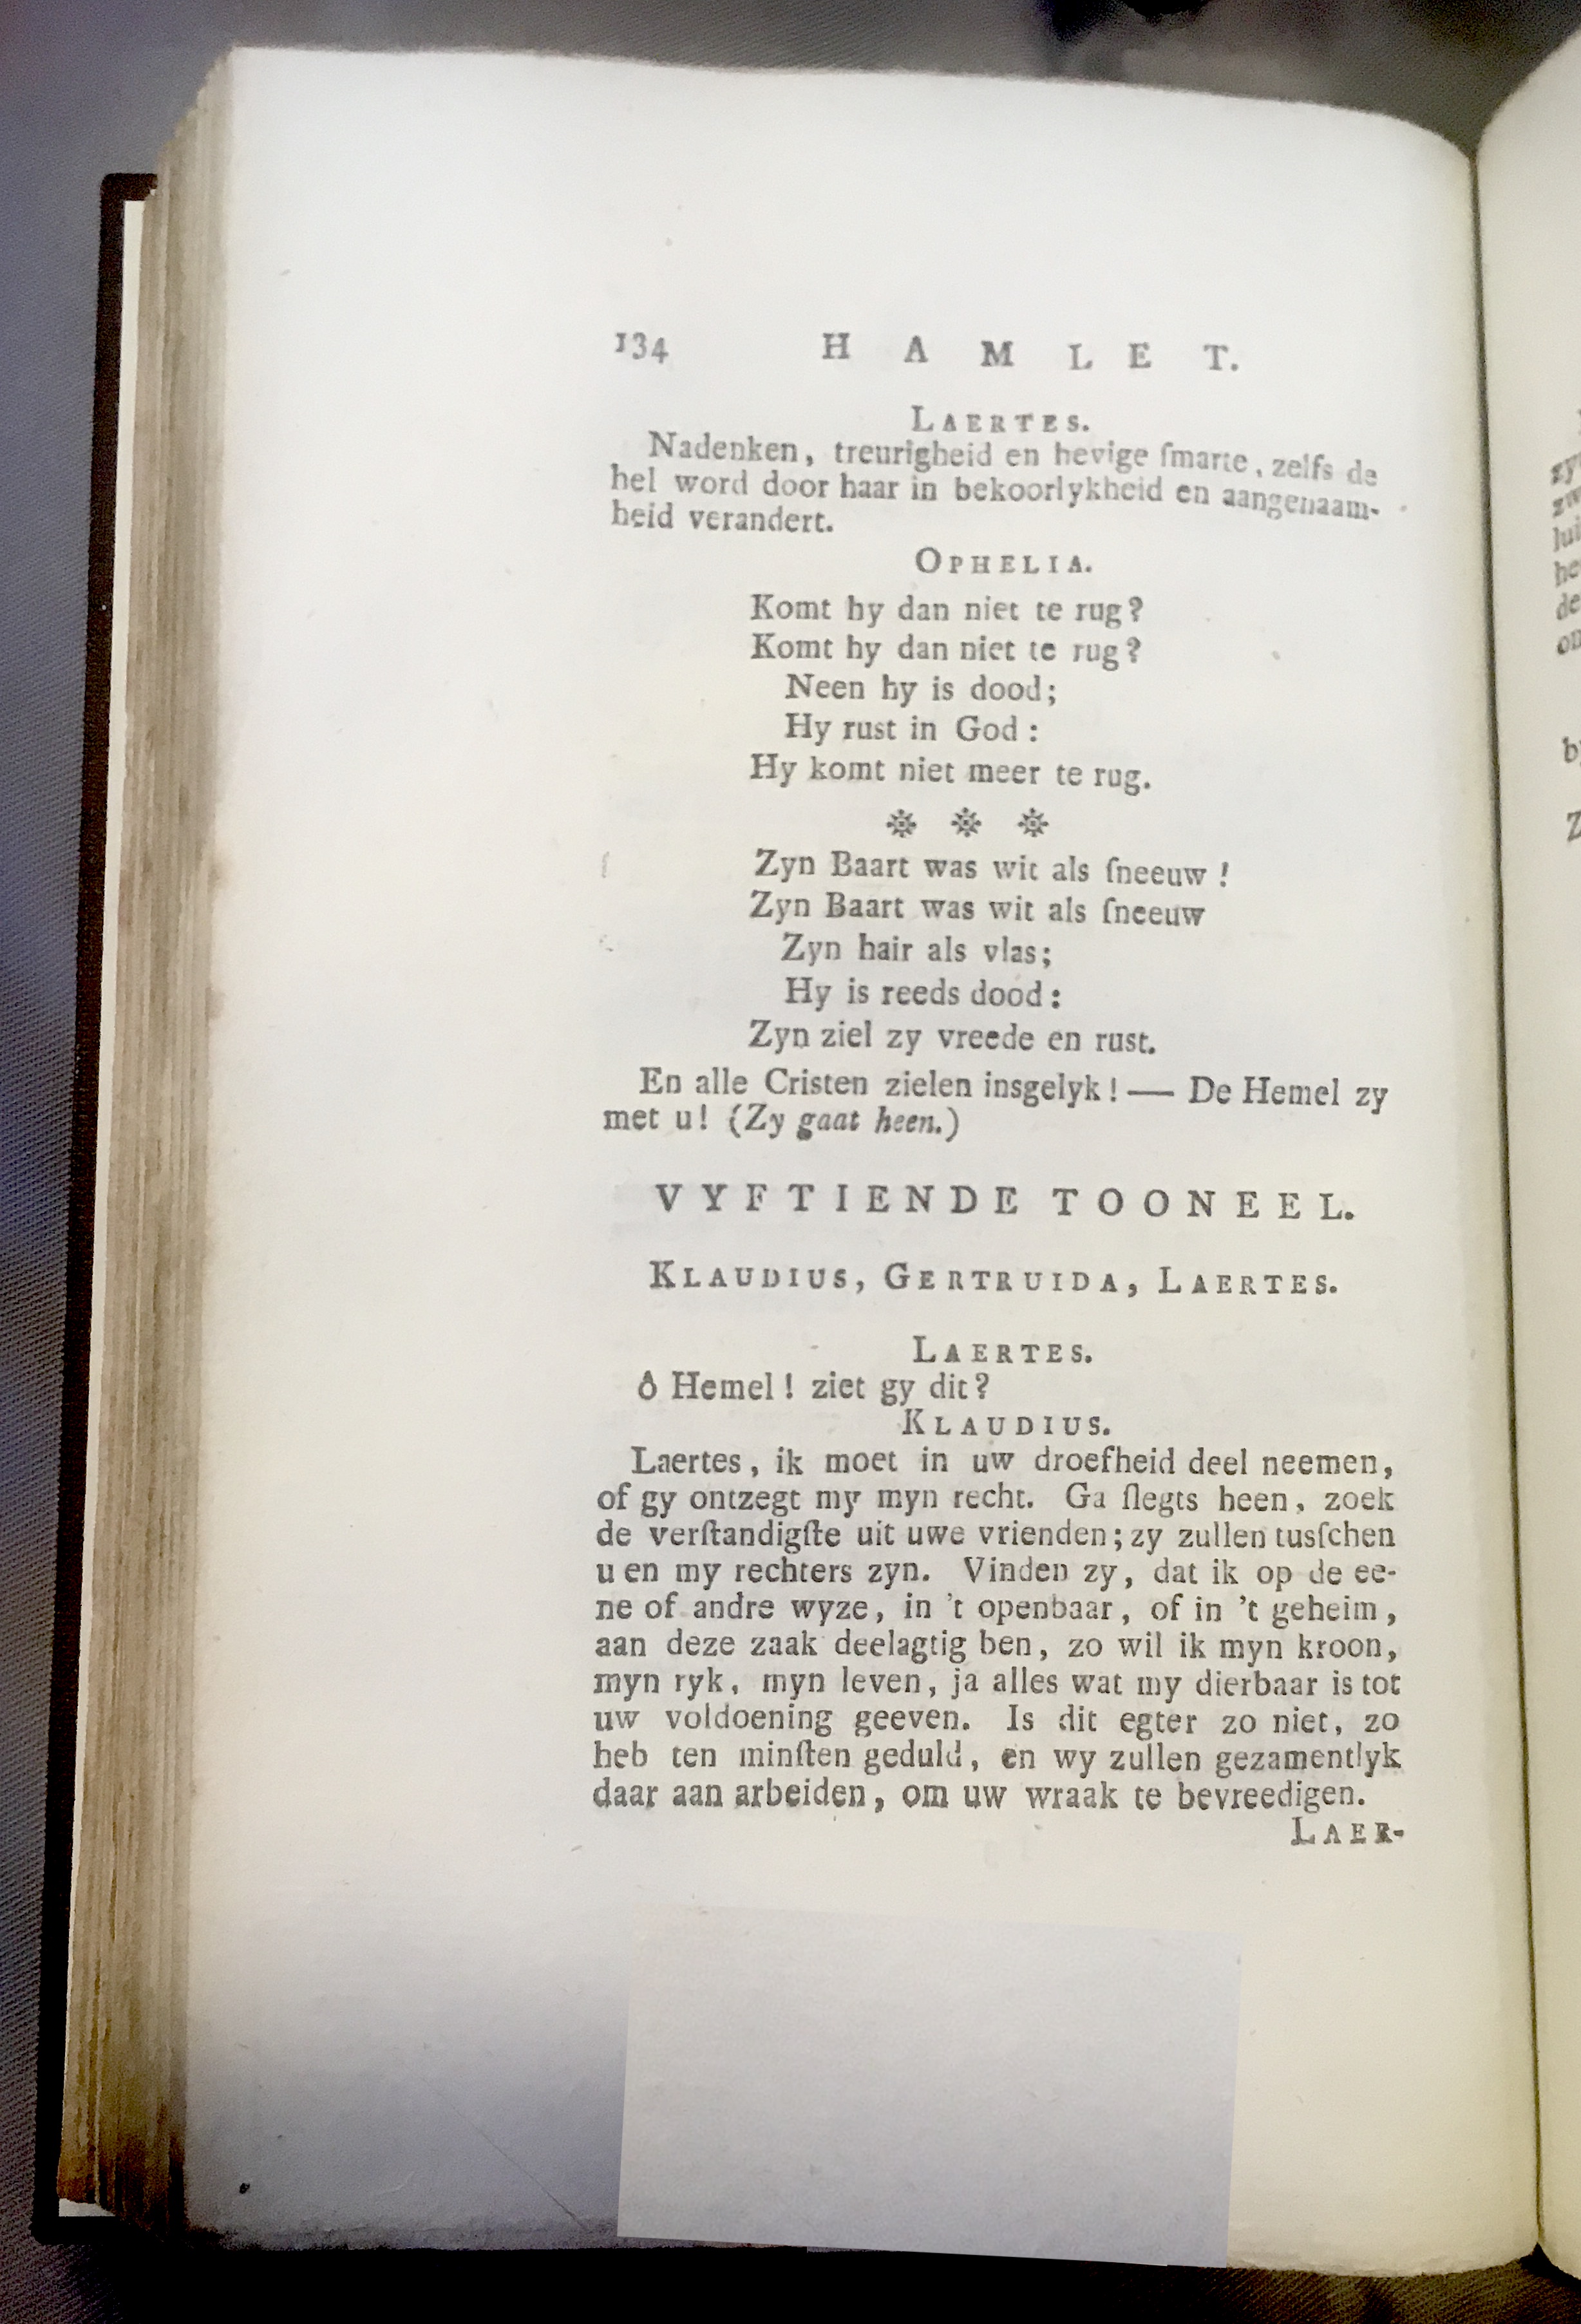 134 HAMLET.
LAERTES.
Nadenken, treurigheid en hevige ſmarte, zelfs de
hel word door haar in bekoorlykheid en aangenaam-
heid verandert.
OPHELIA.
Komt hy dan niet te rug?
Komt hy dan niet te rug?
Neen hy is dood;
Hy rust in God:
Hy komt niet meer te rug.
Zyn Baart was wit als ſneeuw!
Zyn Baart was wit als ſneeuw
Zyn hair als vlas;
Hy is reeds dood:
Zyn ziel zy vreede en rust.
En alle Cristen zielen insgelyk! — De Hemel zy
met u! (Zy gaat heen.)
VYFTIENDE TOONEEL.
KLAUDIUS, GERTRUIDA, LAERTES.
LAERTES.
ô Hemel! ziet gy dit?
KLAUDIUS.
Laertes, ik moet in uw droefheid deel neemen,
of gy ontzegt my myn recht. Ga ſlegts heen, zoek
de verſtandigſte uit uwe vrienden; zy zullen tusſchen
u en my rechters zyn. Vinden zy, dat ik op de ee-
ne of andre wyze, in 't openbaar, of in 't geheim,
aan deze zaak deelagtig ben, zo wil ik myn kroon,
myn ryk, myn leven, ja alles wat my dierbaar is tot
uw voldoening geeven. Is dit egter zo niet, zo
heb ten minſten geduld, en wy zullen gezamentlyk
daar aan arbeiden, om uw wraak te bevreedigen.
LAER-